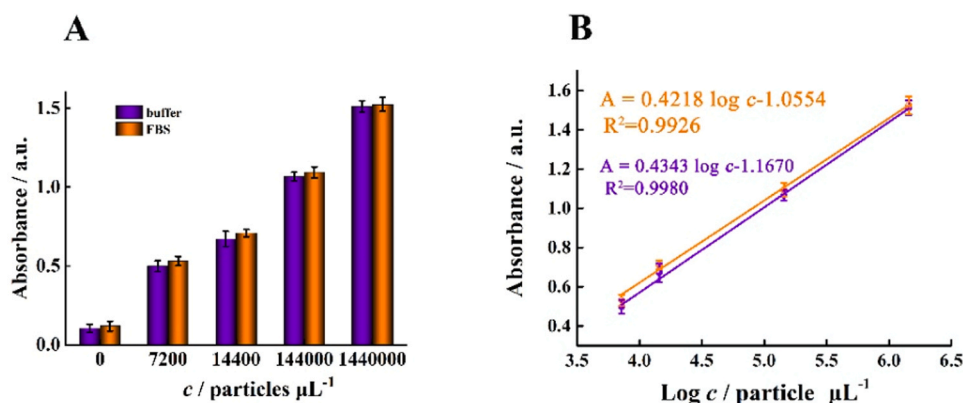 A
buffer
FBS
Absorbance / a.u.
1.5
1.0
0.5
0.0
0 7200 14400 144000 1440000
c / particles µL⁻¹
B
A = 0.4218 log c-1.0554
R²=0.9926
A = 0.4343 log c-1.1670
R²=0.9980
Absorbance / a.u.
1.6
1.4
1.2
1.0
0.8
0.6
0.4
3.5 4.0 4.5 5.0 5.5 6.0 6.5
Log c / particle µL⁻¹